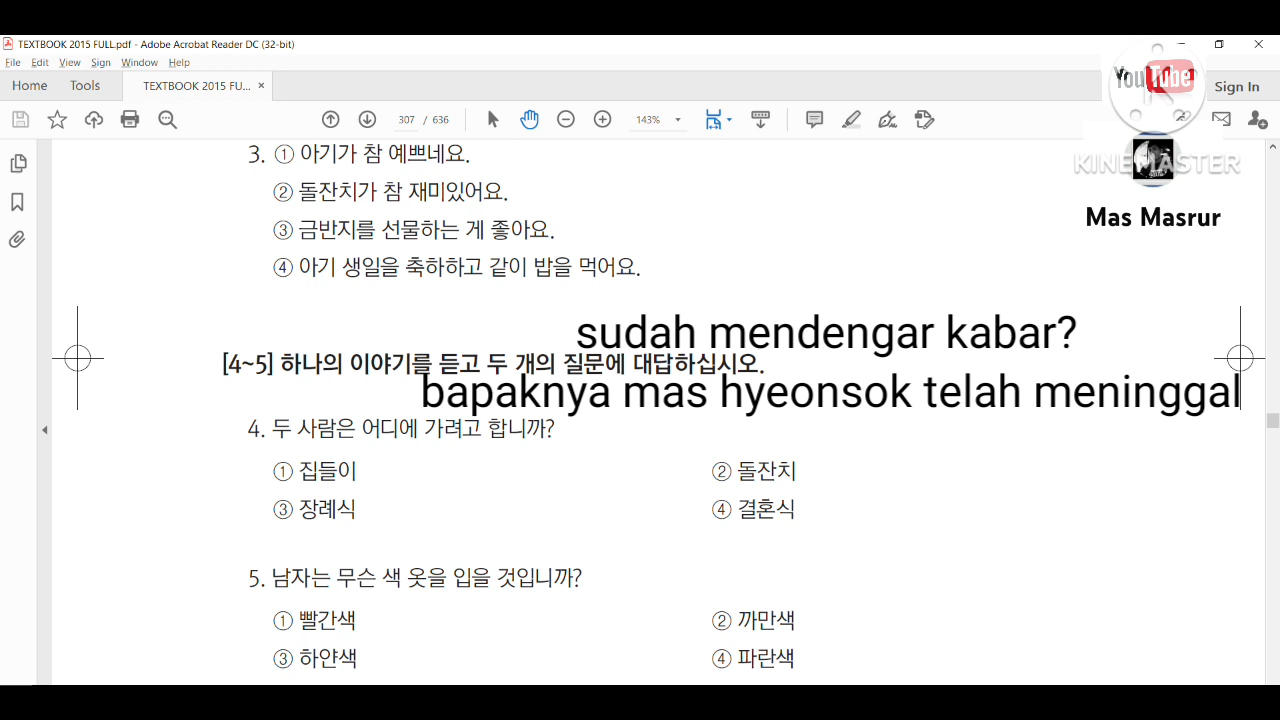 TEXTBOOK 2015 FULL.pdf - Adobe Acrobat Reader DC (32-bit)
File Edit View Sign Window Help
Home Tools TEXTBOOK 2015 FU... × Sign In
307 / 636 143%
YouTube
KINEMASTER
Mas Masrur
3. ① 아기가 참 예쁘네요.
② 돌잔치가 참 재미있어요.
③ 금반지를 선물하는 게 좋아요.
④ 아기 생일을 축하하고 같이 밥을 먹어요.
sudah mendengar kabar?
[4~5] 하나의 이야기를 듣고 두 개의 질문에 대답하십시오.
bapaknya mas hyeonsok telah meninggal
4. 두 사람은 어디에 가려고 합니까?
① 집들이 ② 돌잔치
③ 장례식 ④ 결혼식
5. 남자는 무슨 색 옷을 입을 것입니까?
① 빨간색 ② 까만색
③ 하얀색 ④ 파란색